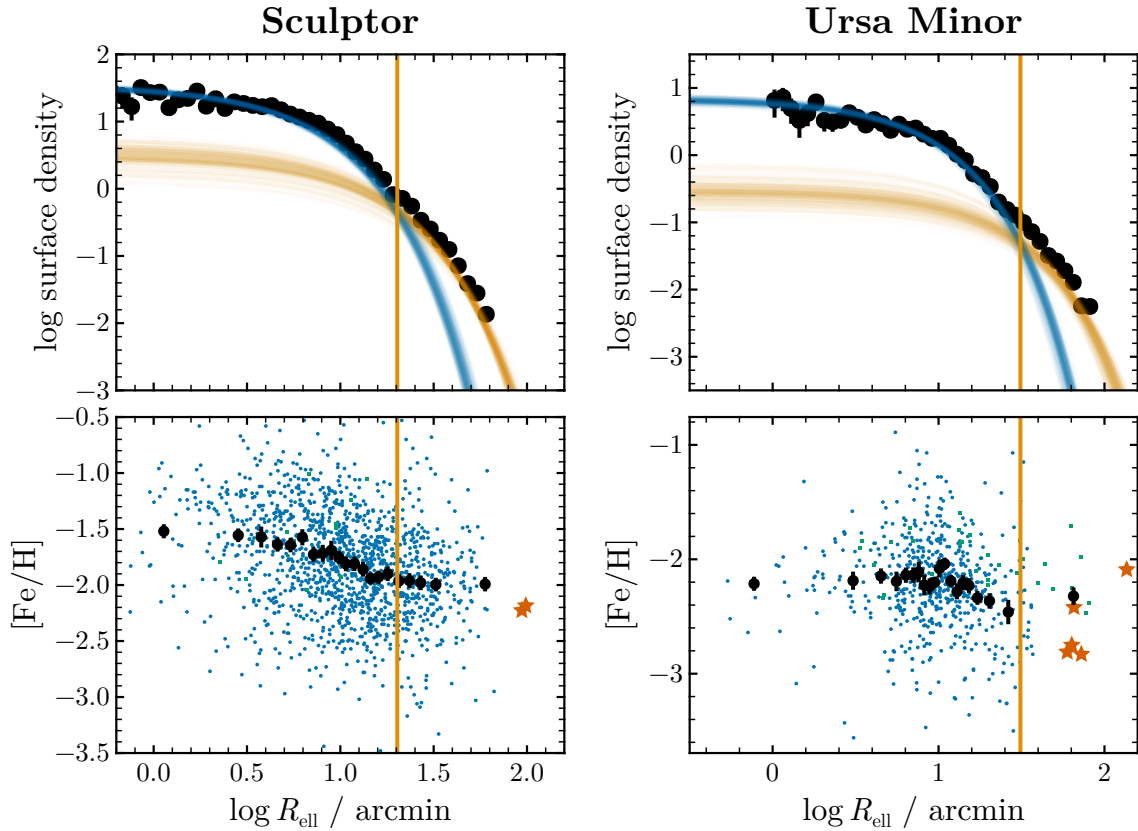 Sculptor
Ursa Minor
log surface density
2
1
0
−1
−2
−3
log surface density
1
0
−1
−2
−3
[Fe/H]
−0.5
−1.0
−1.5
−2.0
−2.5
−3.0
−3.5
0.0 0.5 1.0 1.5 2.0
log R_ell / arcmin
[Fe/H]
−1
−2
−3
0 1 2
log R_ell / arcmin